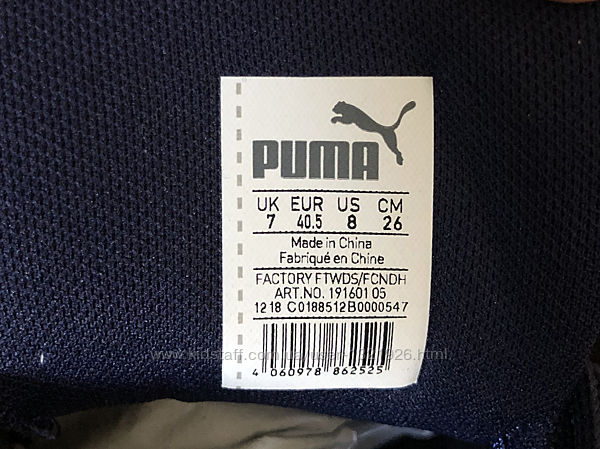 PUMA
UK EUR US CM
7 40.5 8 26
Made in China
Fabriqué en Chine
FACTORY FTWDS/FCNDH
ART.NO. 191601 05
12 18 C0188512B0000547
4 060978 862525